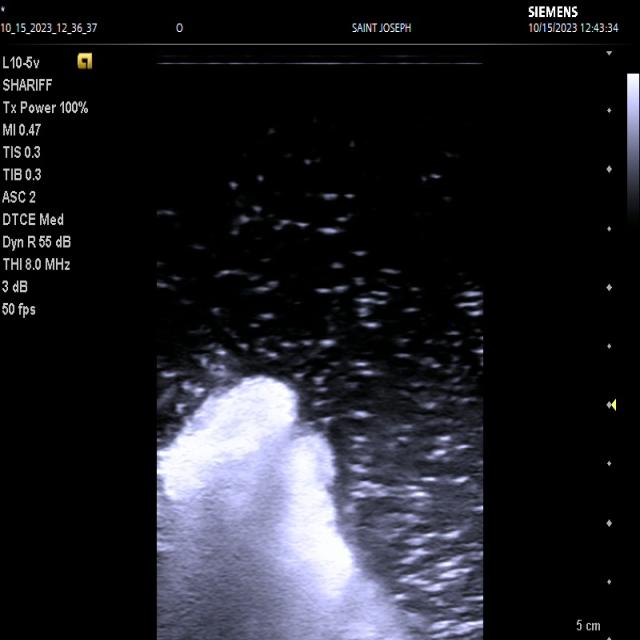 SIEMENS
10_15_2023_12_36_37 O SAINT JOSEPH 10/15/2023 12:43:34
L10-5v
SHARIFF
Tx Power 100%
MI 0.47
TIS 0.3
TIB 0.3
ASC 2
DTCE Med
Dyn R 55 dB
THI 8.0 MHz
3 dB
50 fps
5 cm